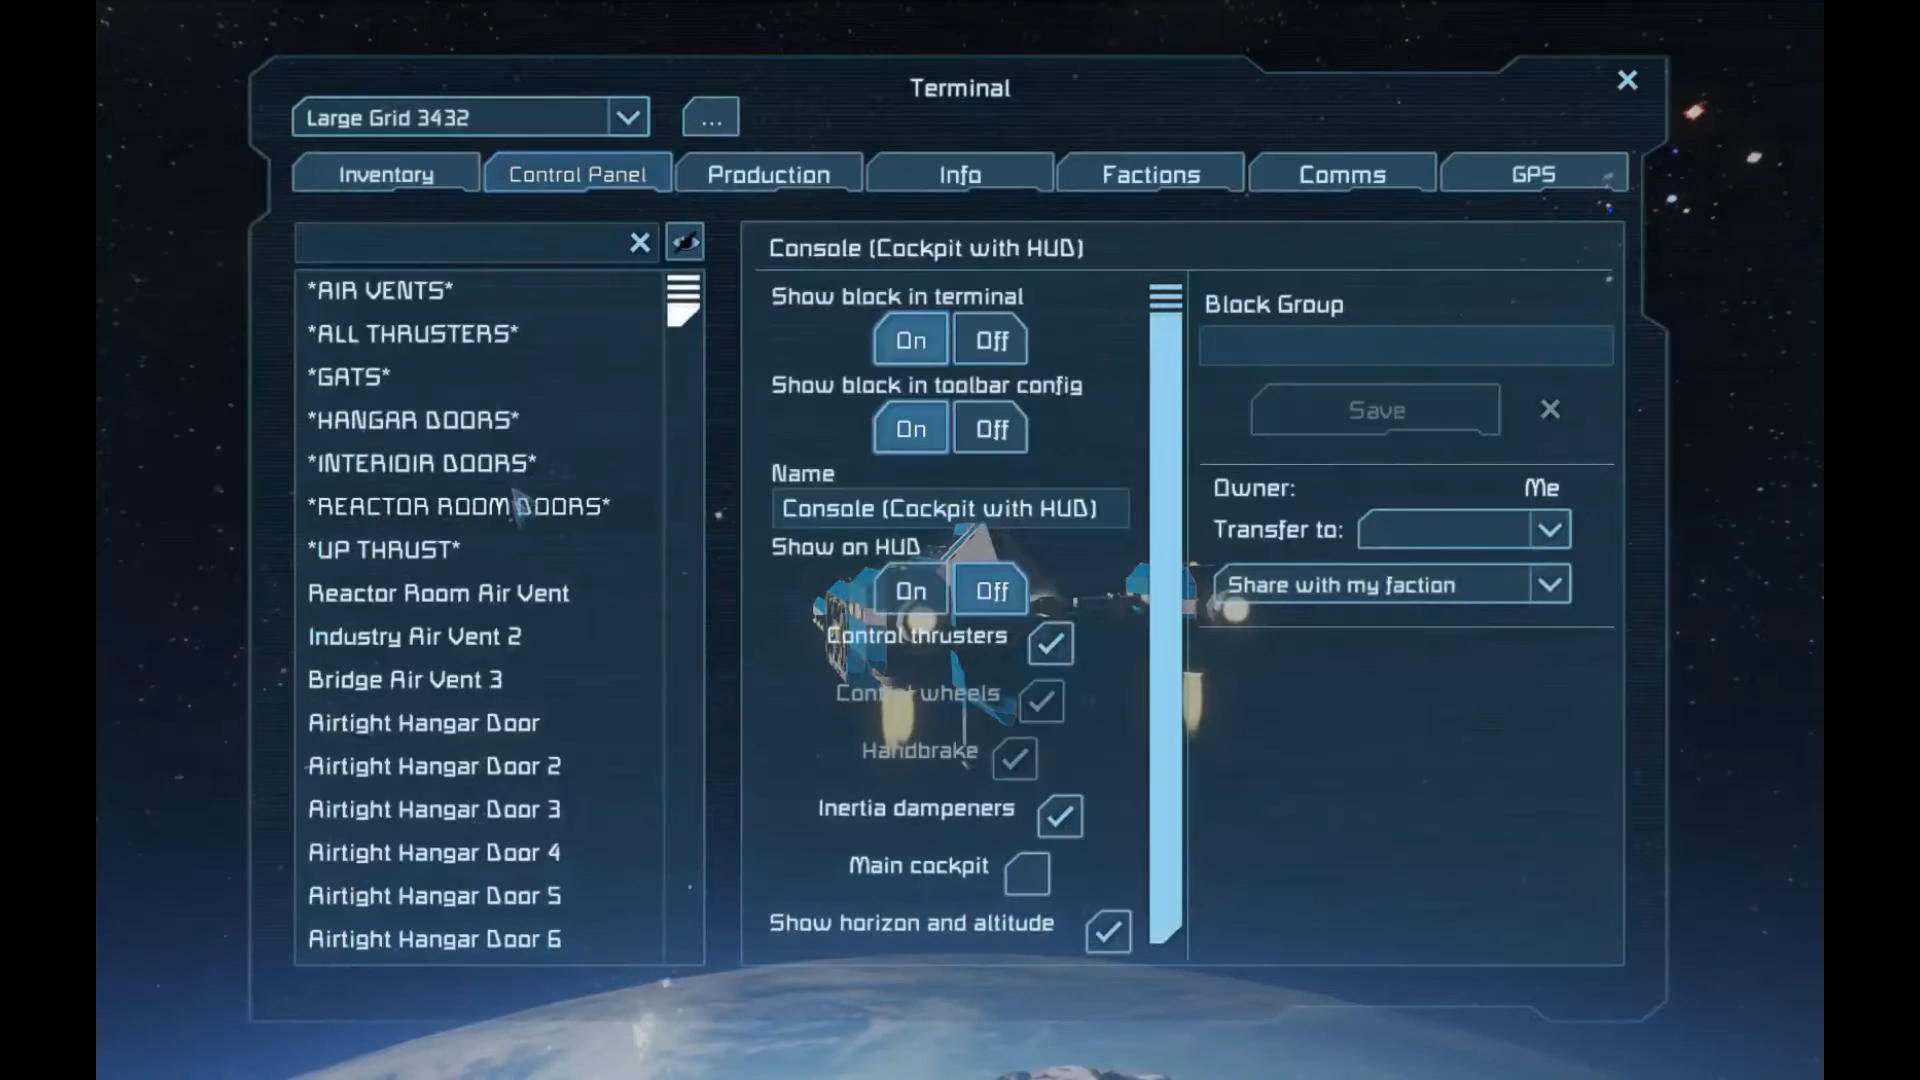 Terminal
Large Grid 3432
...
Inventory
Control Panel
Production
Info
Factions
Comms
GPS
*AIR VENTS*
*ALL THRUSTERS*
*GATS*
*HANGAR DOORS*
*INTERIOIR DOORS*
*REACTOR ROOM DOORS*
*UP THRUST*
Reactor Room Air Vent
Industry Air Vent 2
Bridge Air Vent 3
Airtight Hangar Door
Airtight Hangar Door 2
Airtight Hangar Door 3
Airtight Hangar Door 4
Airtight Hangar Door 5
Airtight Hangar Door 6
Console (Cockpit with HUD)
Show block in terminal
On Off
Show block in toolbar config
On Off
Name
Console (Cockpit with HUD)
Show on HUD
On Off
Control thrusters
Control wheels
Handbrake
Inertia dampeners
Main cockpit
Show horizon and altitude
Block Group
Save
Owner: Me
Transfer to:
Share with my faction